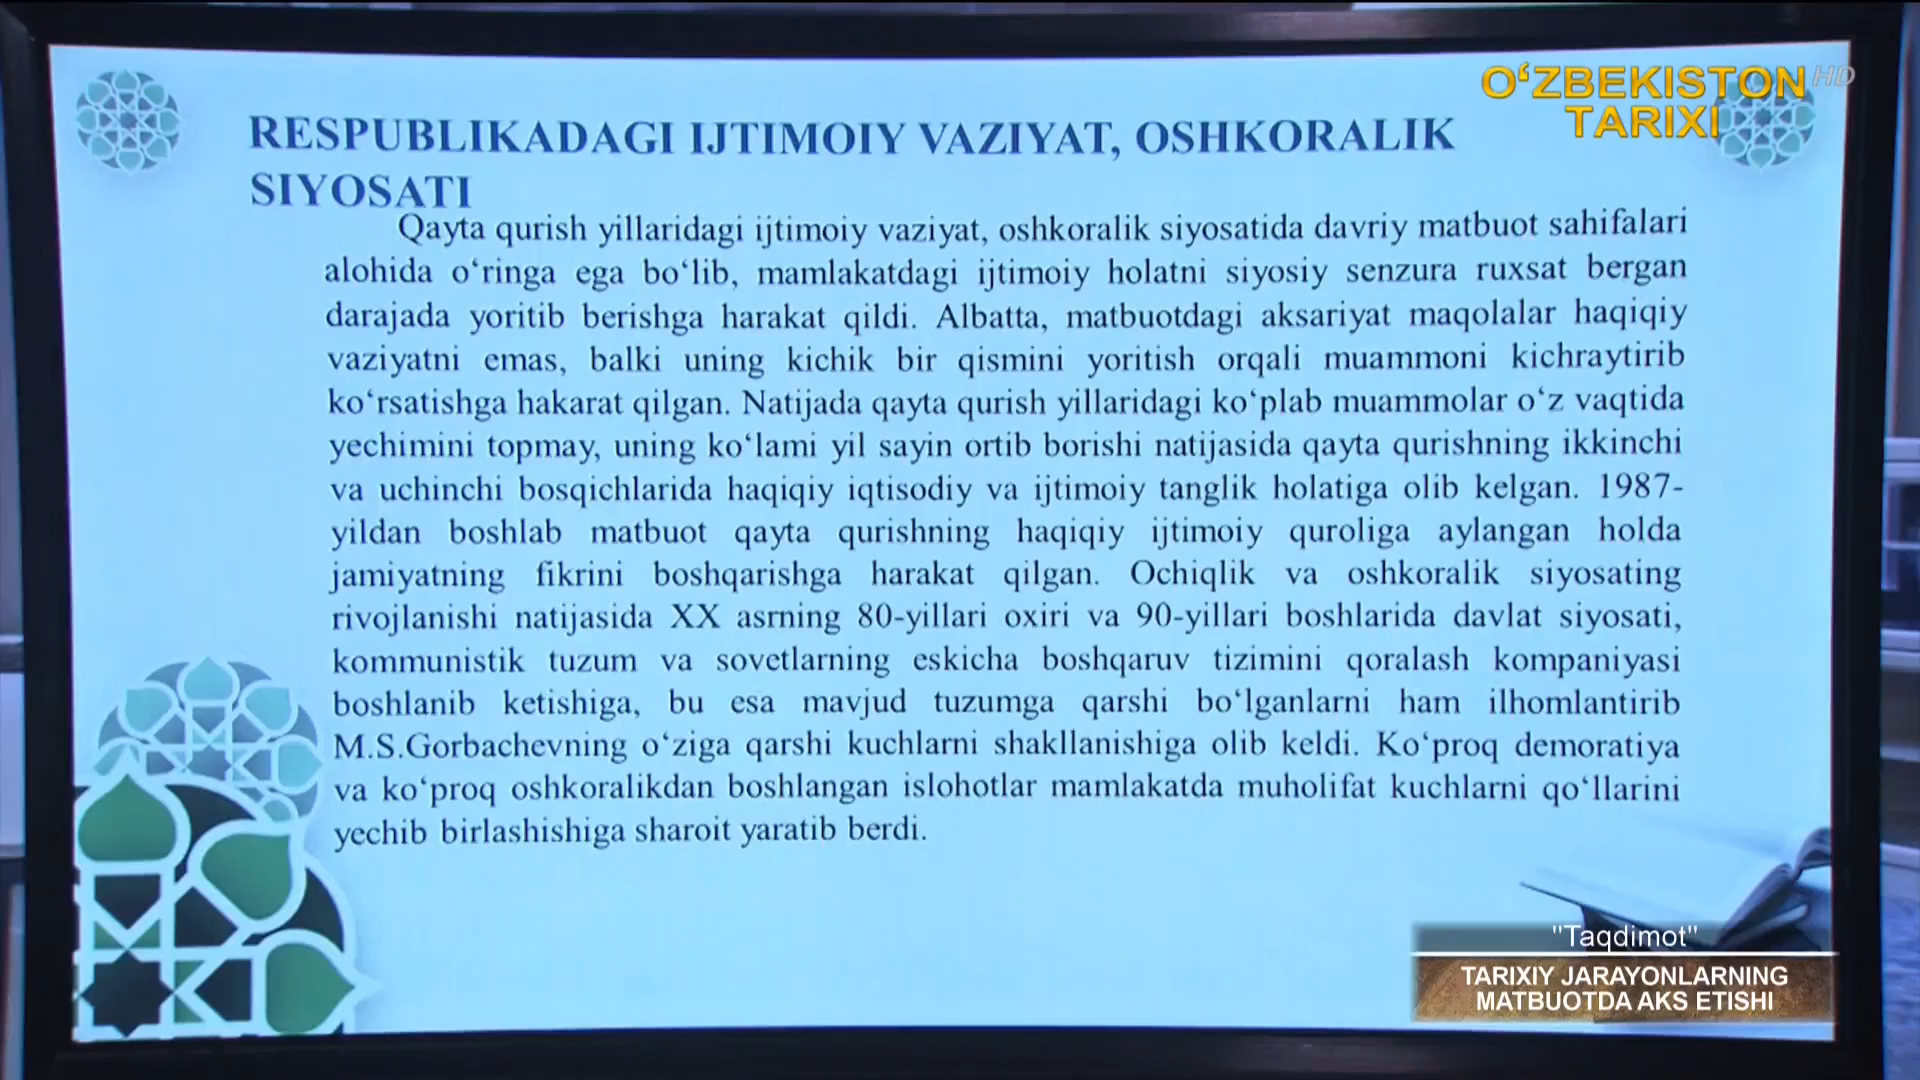 O‘ZBEKISTON HD
TARIXI
RESPUBLIKADAGI IJTIMOIY VAZIYAT, OSHKORALIK
SIYOSATI
Qayta qurish yillaridagi ijtimoiy vaziyat, oshkoralik siyosatida davriy matbuot sahifalari
alohida o‘ringa ega bo‘lib, mamlakatdagi ijtimoiy holatni siyosiy senzura ruxsat bergan
darajada yoritib berishga harakat qildi. Albatta, matbuotdagi aksariyat maqolalar haqiqiy
vaziyatni emas, balki uning kichik bir qismini yoritish orqali muammoni kichraytirib
ko‘rsatishga hakarat qilgan. Natijada qayta qurish yillaridagi ko‘plab muammolar o‘z vaqtida
yechimini topmay, uning ko‘lami yil sayin ortib borishi natijasida qayta qurishning ikkinchi
va uchinchi bosqichlarida haqiqiy iqtisodiy va ijtimoiy tanglik holatiga olib kelgan. 1987-
yildan boshlab matbuot qayta qurishning haqiqiy ijtimoiy quroliga aylangan holda
jamiyatning fikrini boshqarishga harakat qilgan. Ochiqlik va oshkoralik siyosating
rivojlanishi natijasida XX asrning 80-yillari oxiri va 90-yillari boshlarida davlat siyosati,
kommunistik tuzum va sovetlarning eskicha boshqaruv tizimini qoralash kompaniyasi
boshlanib ketishiga, bu esa mavjud tuzumga qarshi bo‘lganlarni ham ilhomlantirib
M.S.Gorbachevning o‘ziga qarshi kuchlarni shakllanishiga olib keldi. Ko‘proq demoratiya
va ko‘proq oshkoralikdan boshlangan islohotlar mamlakatda muholifat kuchlarni qo‘llarini
yechib birlashishiga sharoit yaratib berdi.
"Taqdimot"
TARIXIY JARAYONLARNING
MATBUOTDA AKS ETISHI